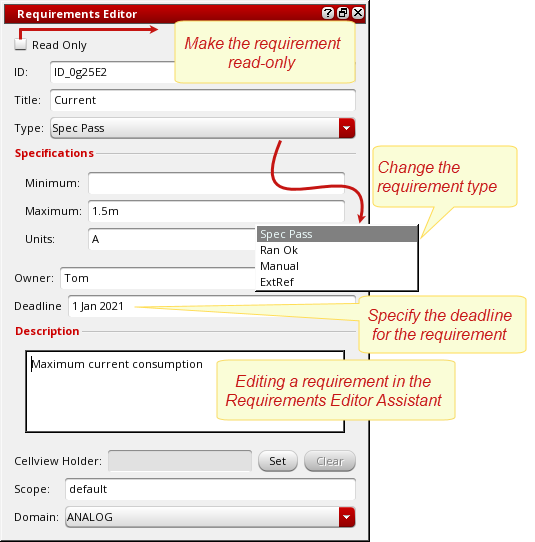 Requirements Editor
Read Only
Make the requirement
read-only
ID: ID_0g25E2
Title: Current
Type: Spec Pass
Specifications
Change the
requirement type
Minimum:
Maximum: 1.5m
Units: A
Spec Pass
Ran Ok
Manual
ExtRef
Owner: Tom
Deadline 1 Jan 2021
Specify the deadline
for the requirement
Description
Maximum current consumption
Editing a requirement in the
Requirements Editor Assistant
Cellview Holder: Set Clear
Scope: default
Domain: ANALOG